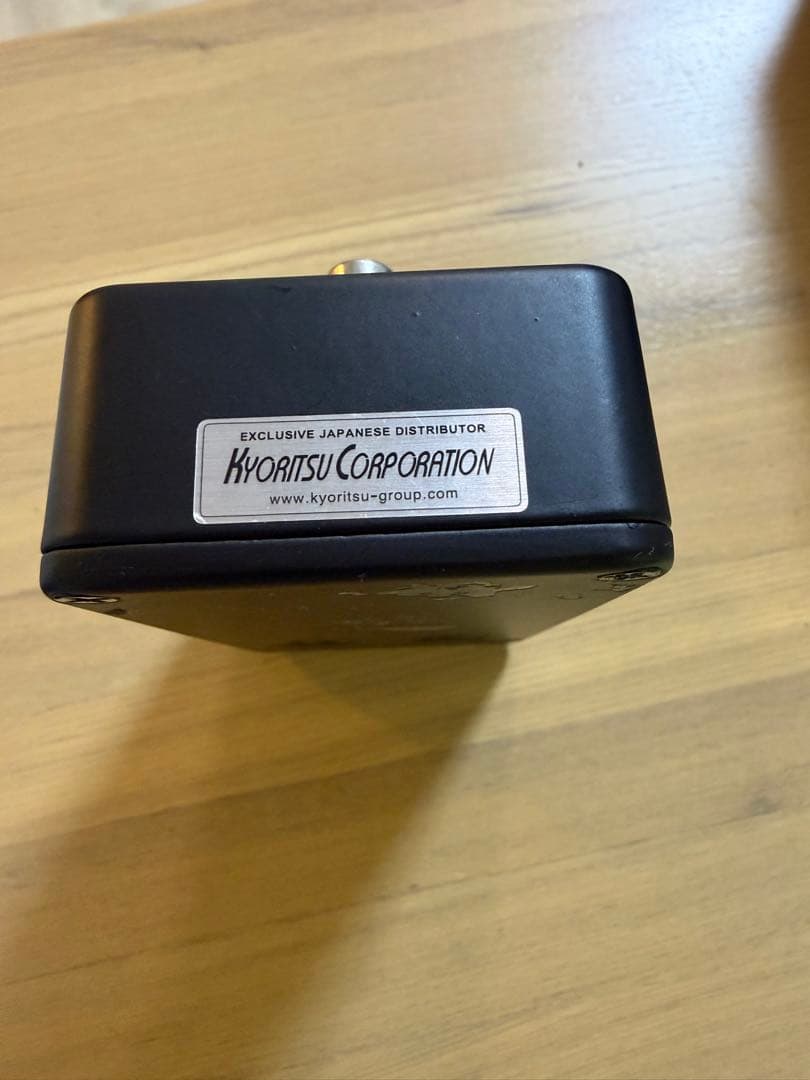 EXCLUSIVE JAPANESE DISTRIBUTOR
KYORITSU CORPORATION
www.kyoritsu-group.com